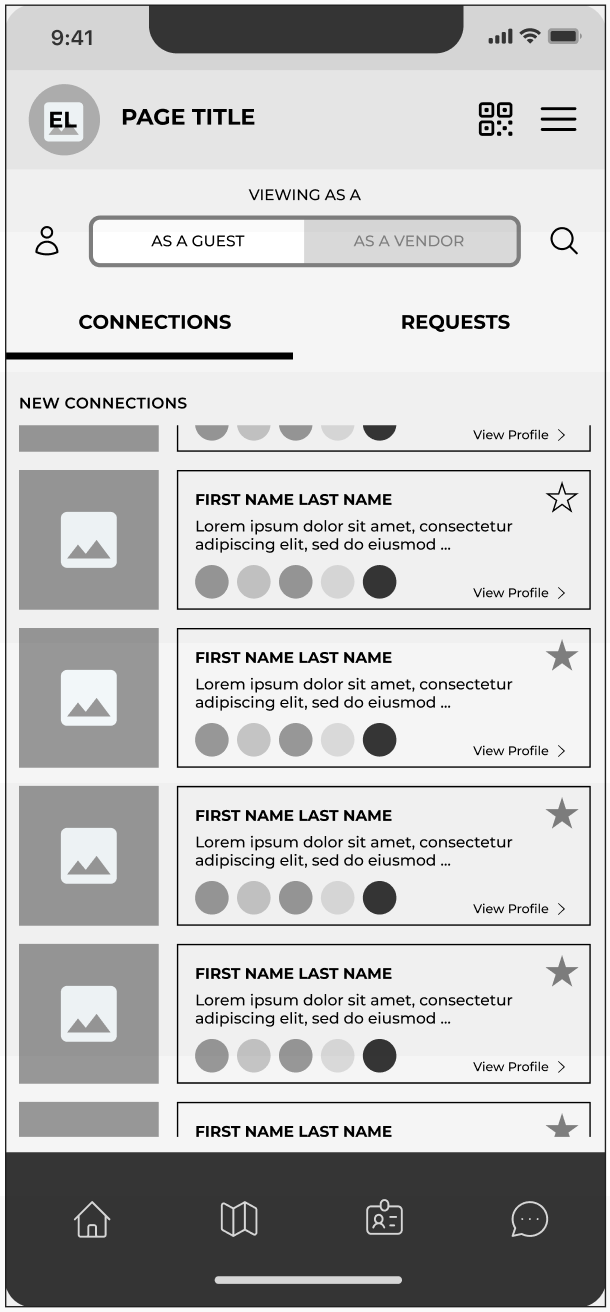 9:41
EL
PAGE TITLE
VIEWING AS A
AS A GUEST
AS A VENDOR
CONNECTIONS
REQUESTS
NEW CONNECTIONS
View Profile
FIRST NAME LAST NAME
Lorem ipsum dolor sit amet, consectetur
adipiscing elit, sed do eiusmod ...
View Profile
FIRST NAME LAST NAME
Lorem ipsum dolor sit amet, consectetur
adipiscing elit, sed do eiusmod ...
View Profile
FIRST NAME LAST NAME
Lorem ipsum dolor sit amet, consectetur
adipiscing elit, sed do eiusmod ...
View Profile
FIRST NAME LAST NAME
Lorem ipsum dolor sit amet, consectetur
adipiscing elit, sed do eiusmod ...
View Profile
FIRST NAME LAST NAME